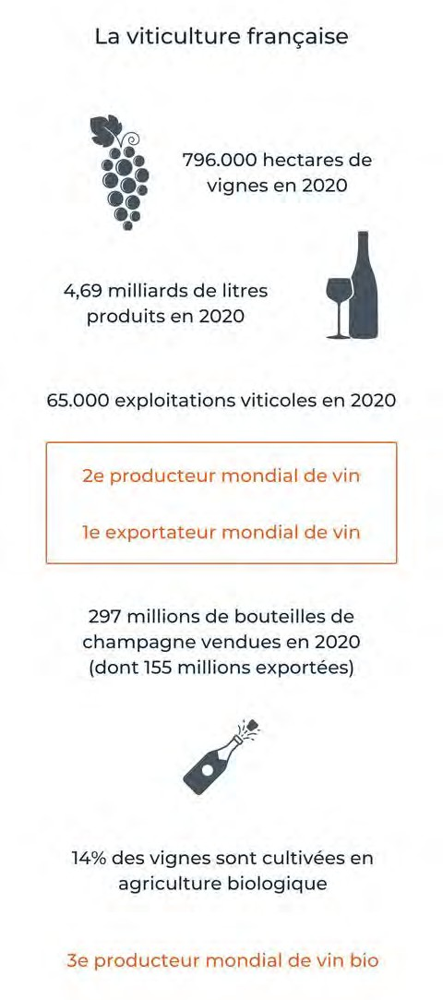 La viticulture française
796.000 hectares de
vignes en 2020
4,69 milliards de litres
produits en 2020
65.000 exploitations viticoles en 2020
2e producteur mondial de vin
1e exportateur mondial de vin
297 millions de bouteilles de
champagne vendues en 2020
(dont 155 millions exportées)
14% des vignes sont cultivées en
agriculture biologique
3e producteur mondial de vin bio